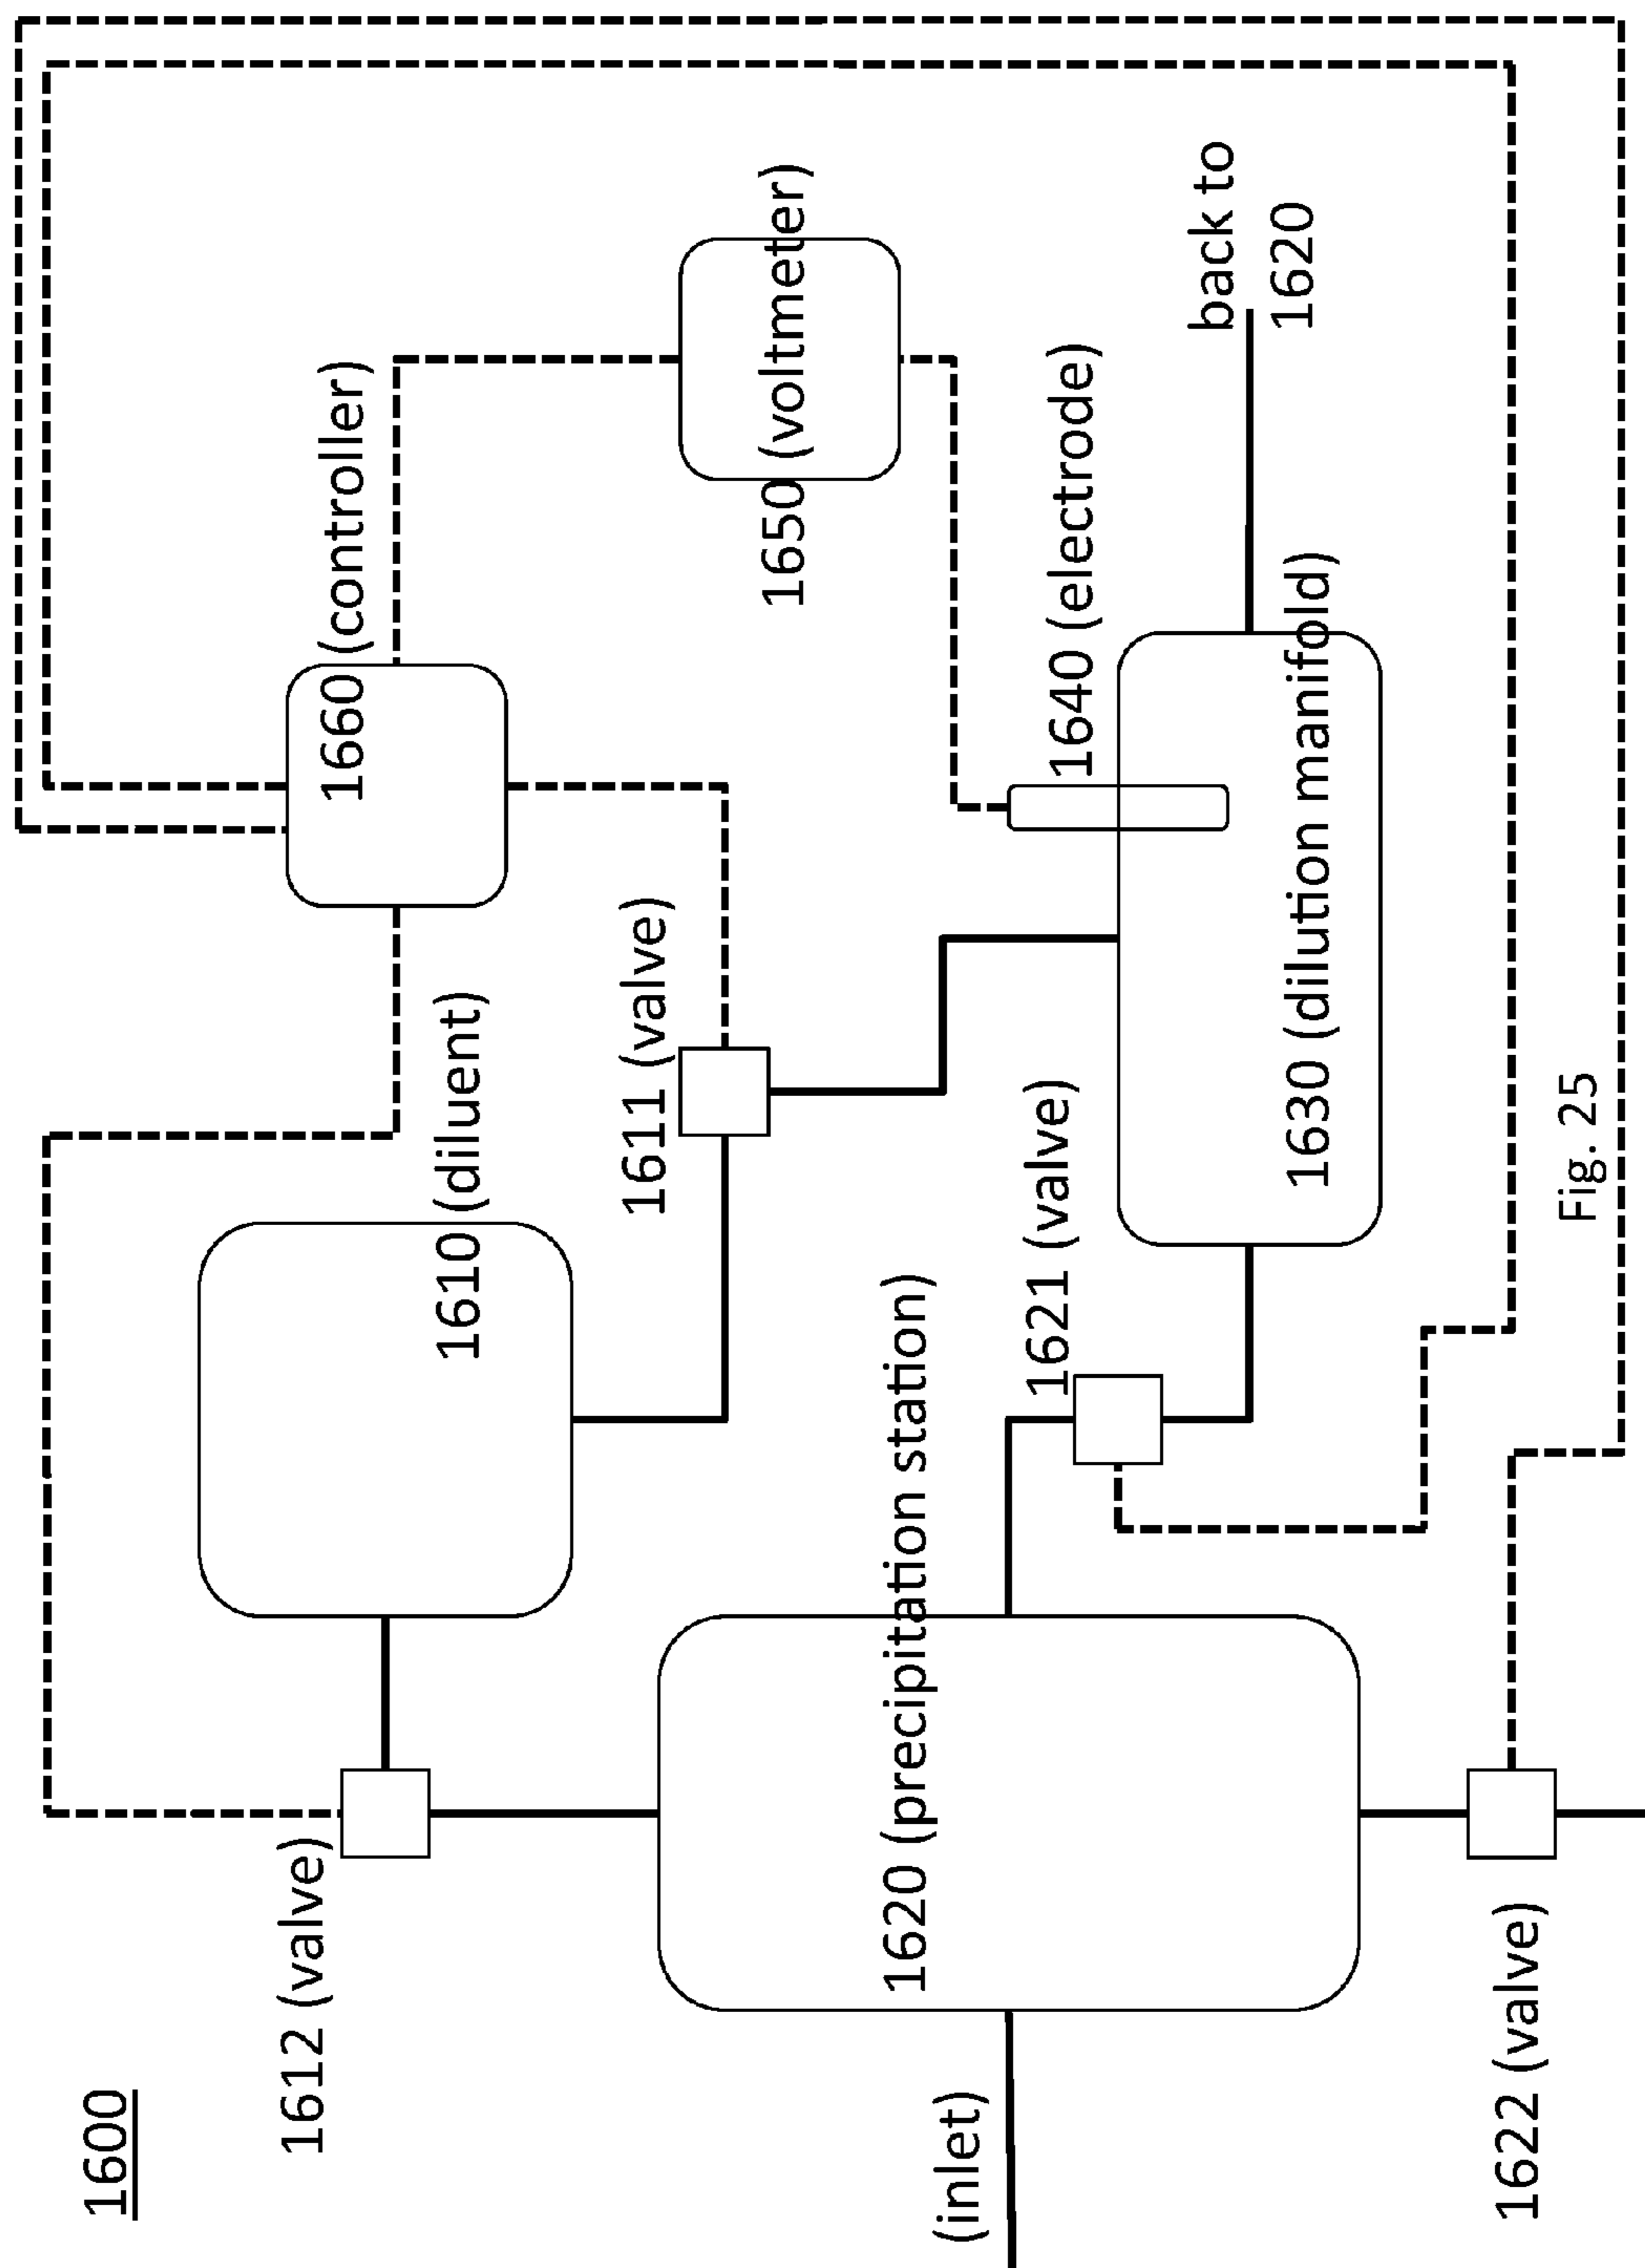 1600
1612 (valve)
1610 (diluent)
1660 (controller)
1611 (valve)
1650 (voltmeter)
(inlet)
1620 (precipitation station)
1621 (valve)
1640 (electrode)
back to
1620
1630 (dilution manifold)
1622 (valve)
Fig. 25